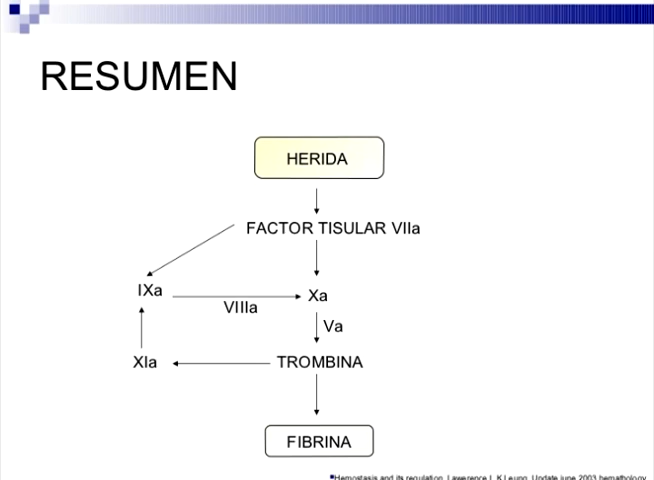 RESUMEN
HERIDA
FACTOR TISULAR VIIa
IXa
Xa
VIIIa
Va
XIa
TROMBINA
FIBRINA
Hemostasis and its regulation. Lawerence L. K Leung. Update june 2003 hemathology